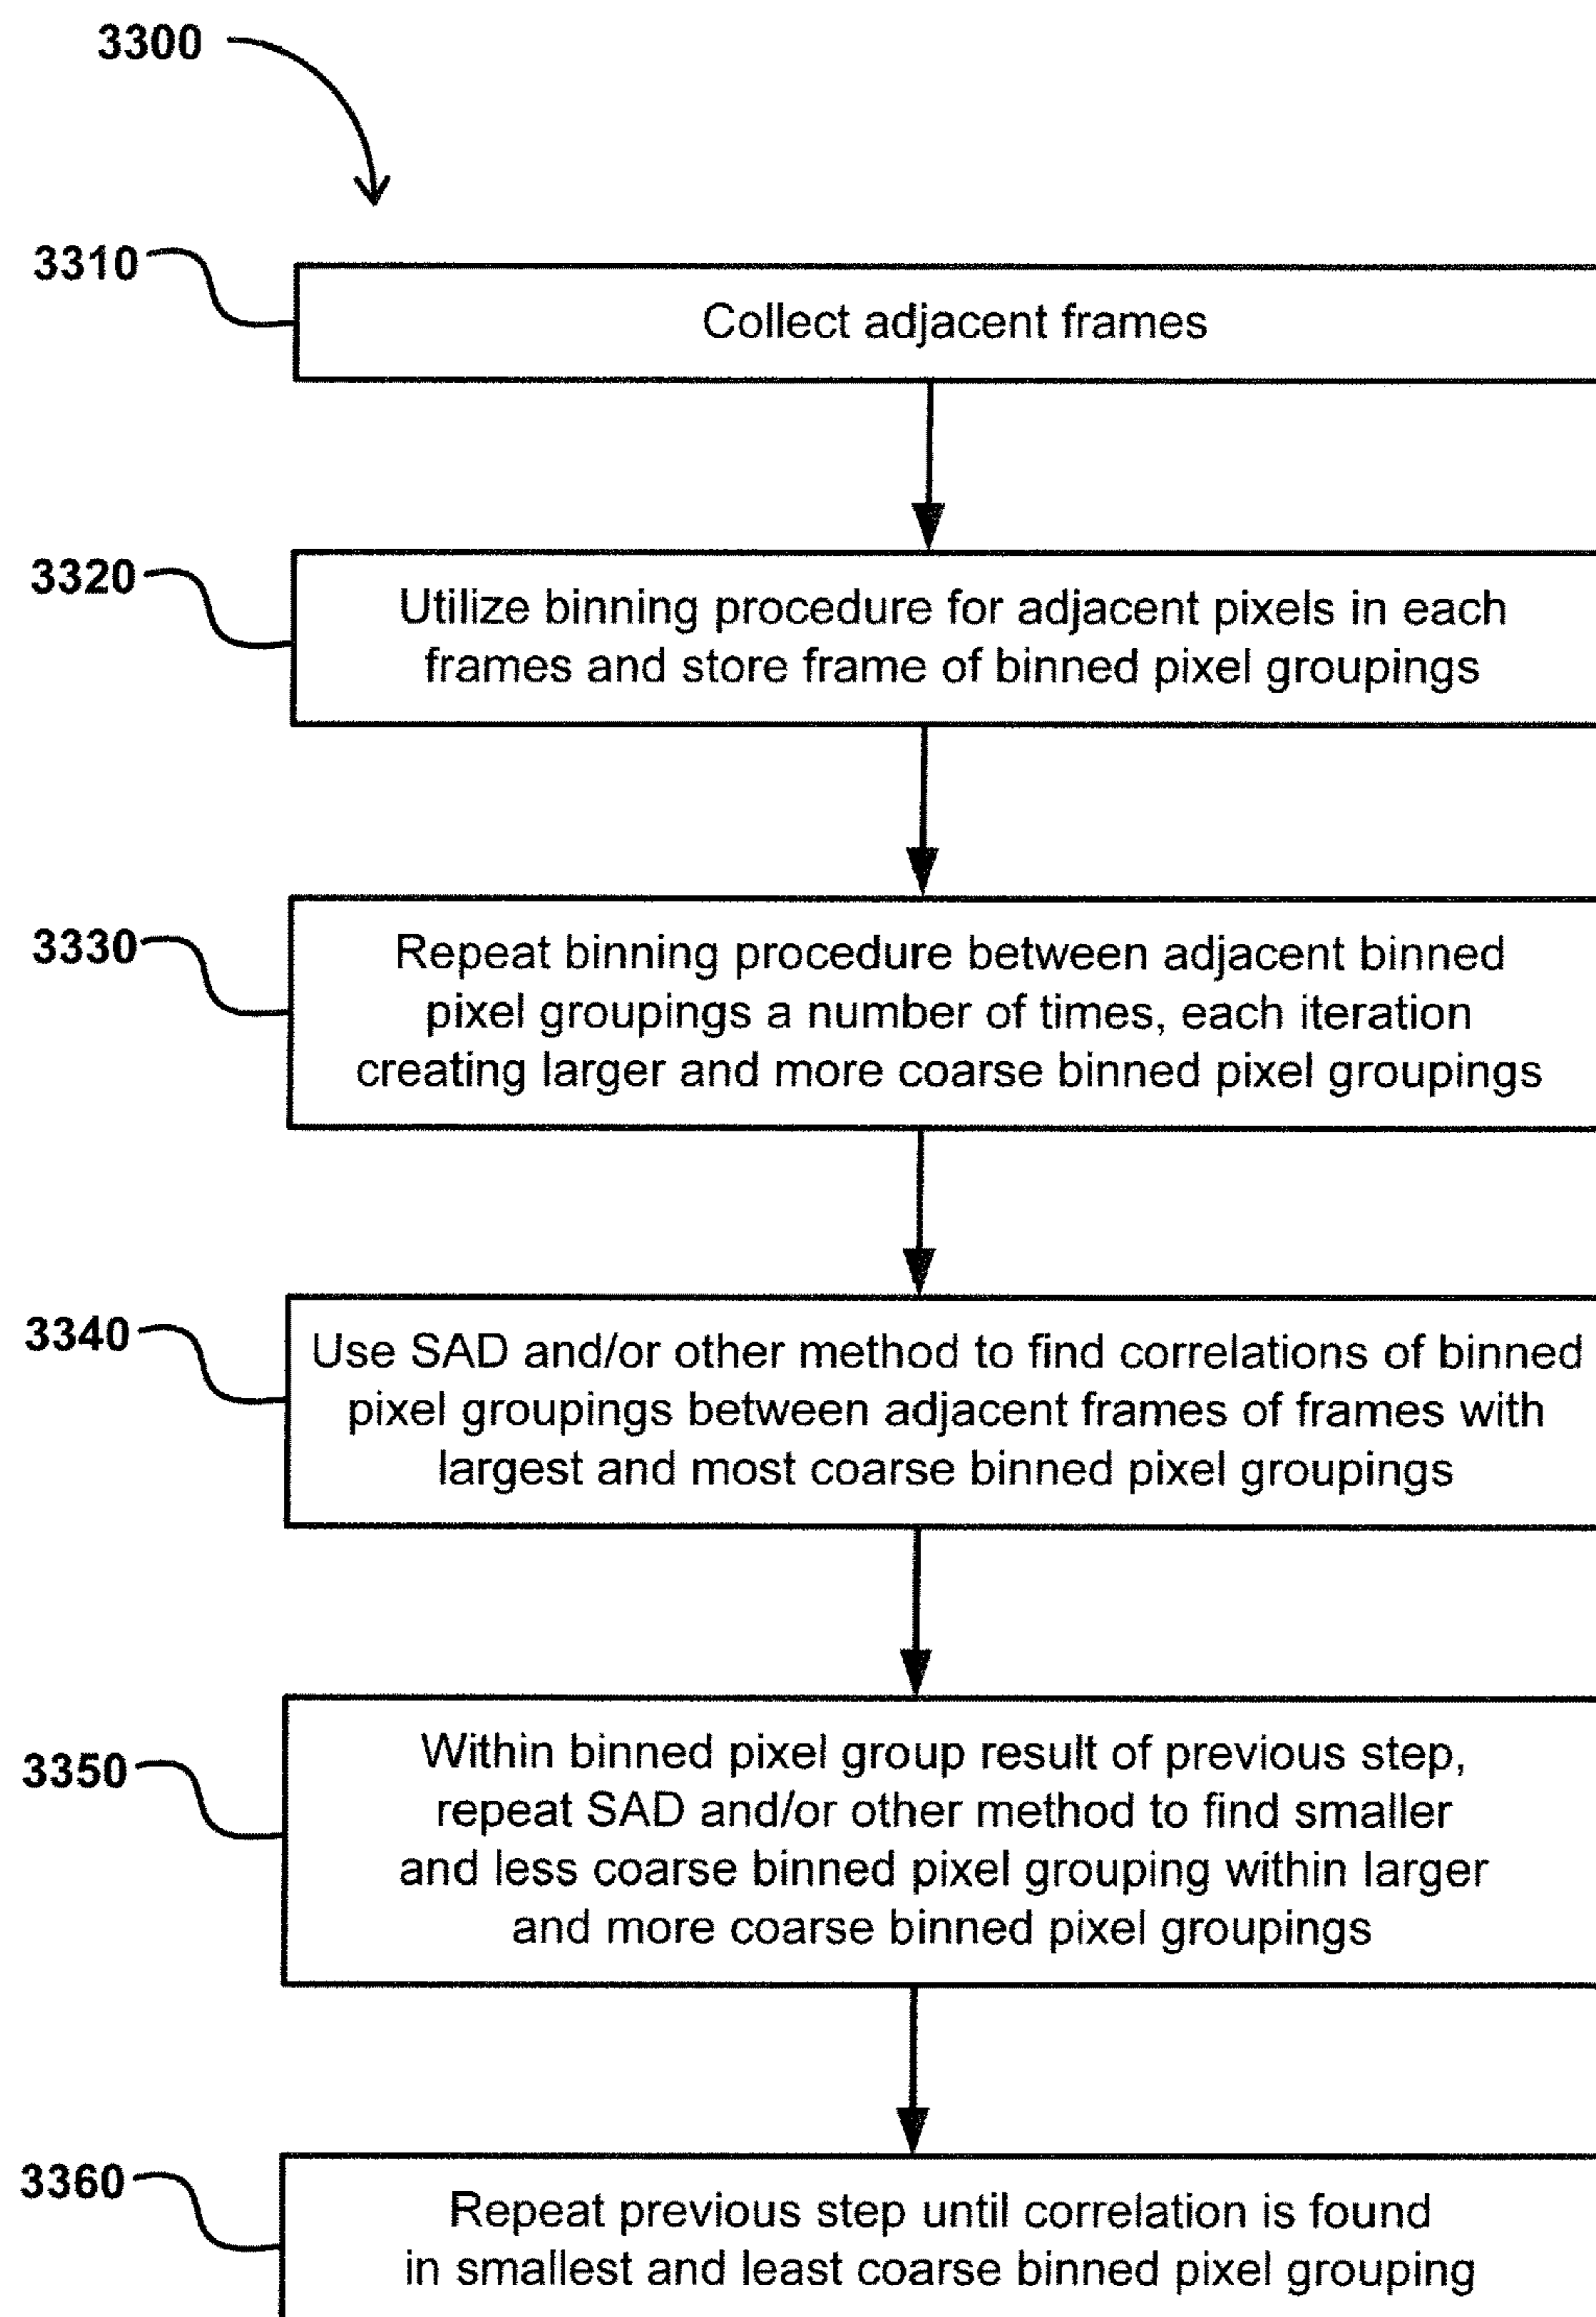 3300
3310
Collect adjacent frames
3320
Utilize binning procedure for adjacent pixels in each
frames and store frame of binned pixel groupings
3330
Repeat binning procedure between adjacent binned
pixel groupings a number of times, each iteration
creating larger and more coarse binned pixel groupings
3340
Use SAD and/or other method to find correlations of binned
pixel groupings between adjacent frames of frames with
largest and most coarse binned pixel groupings
3350
Within binned pixel group result of previous step,
repeat SAD and/or other method to find smaller
and less coarse binned pixel grouping within larger
and more coarse binned pixel groupings
3360
Repeat previous step until correlation is found
in smallest and least coarse binned pixel grouping